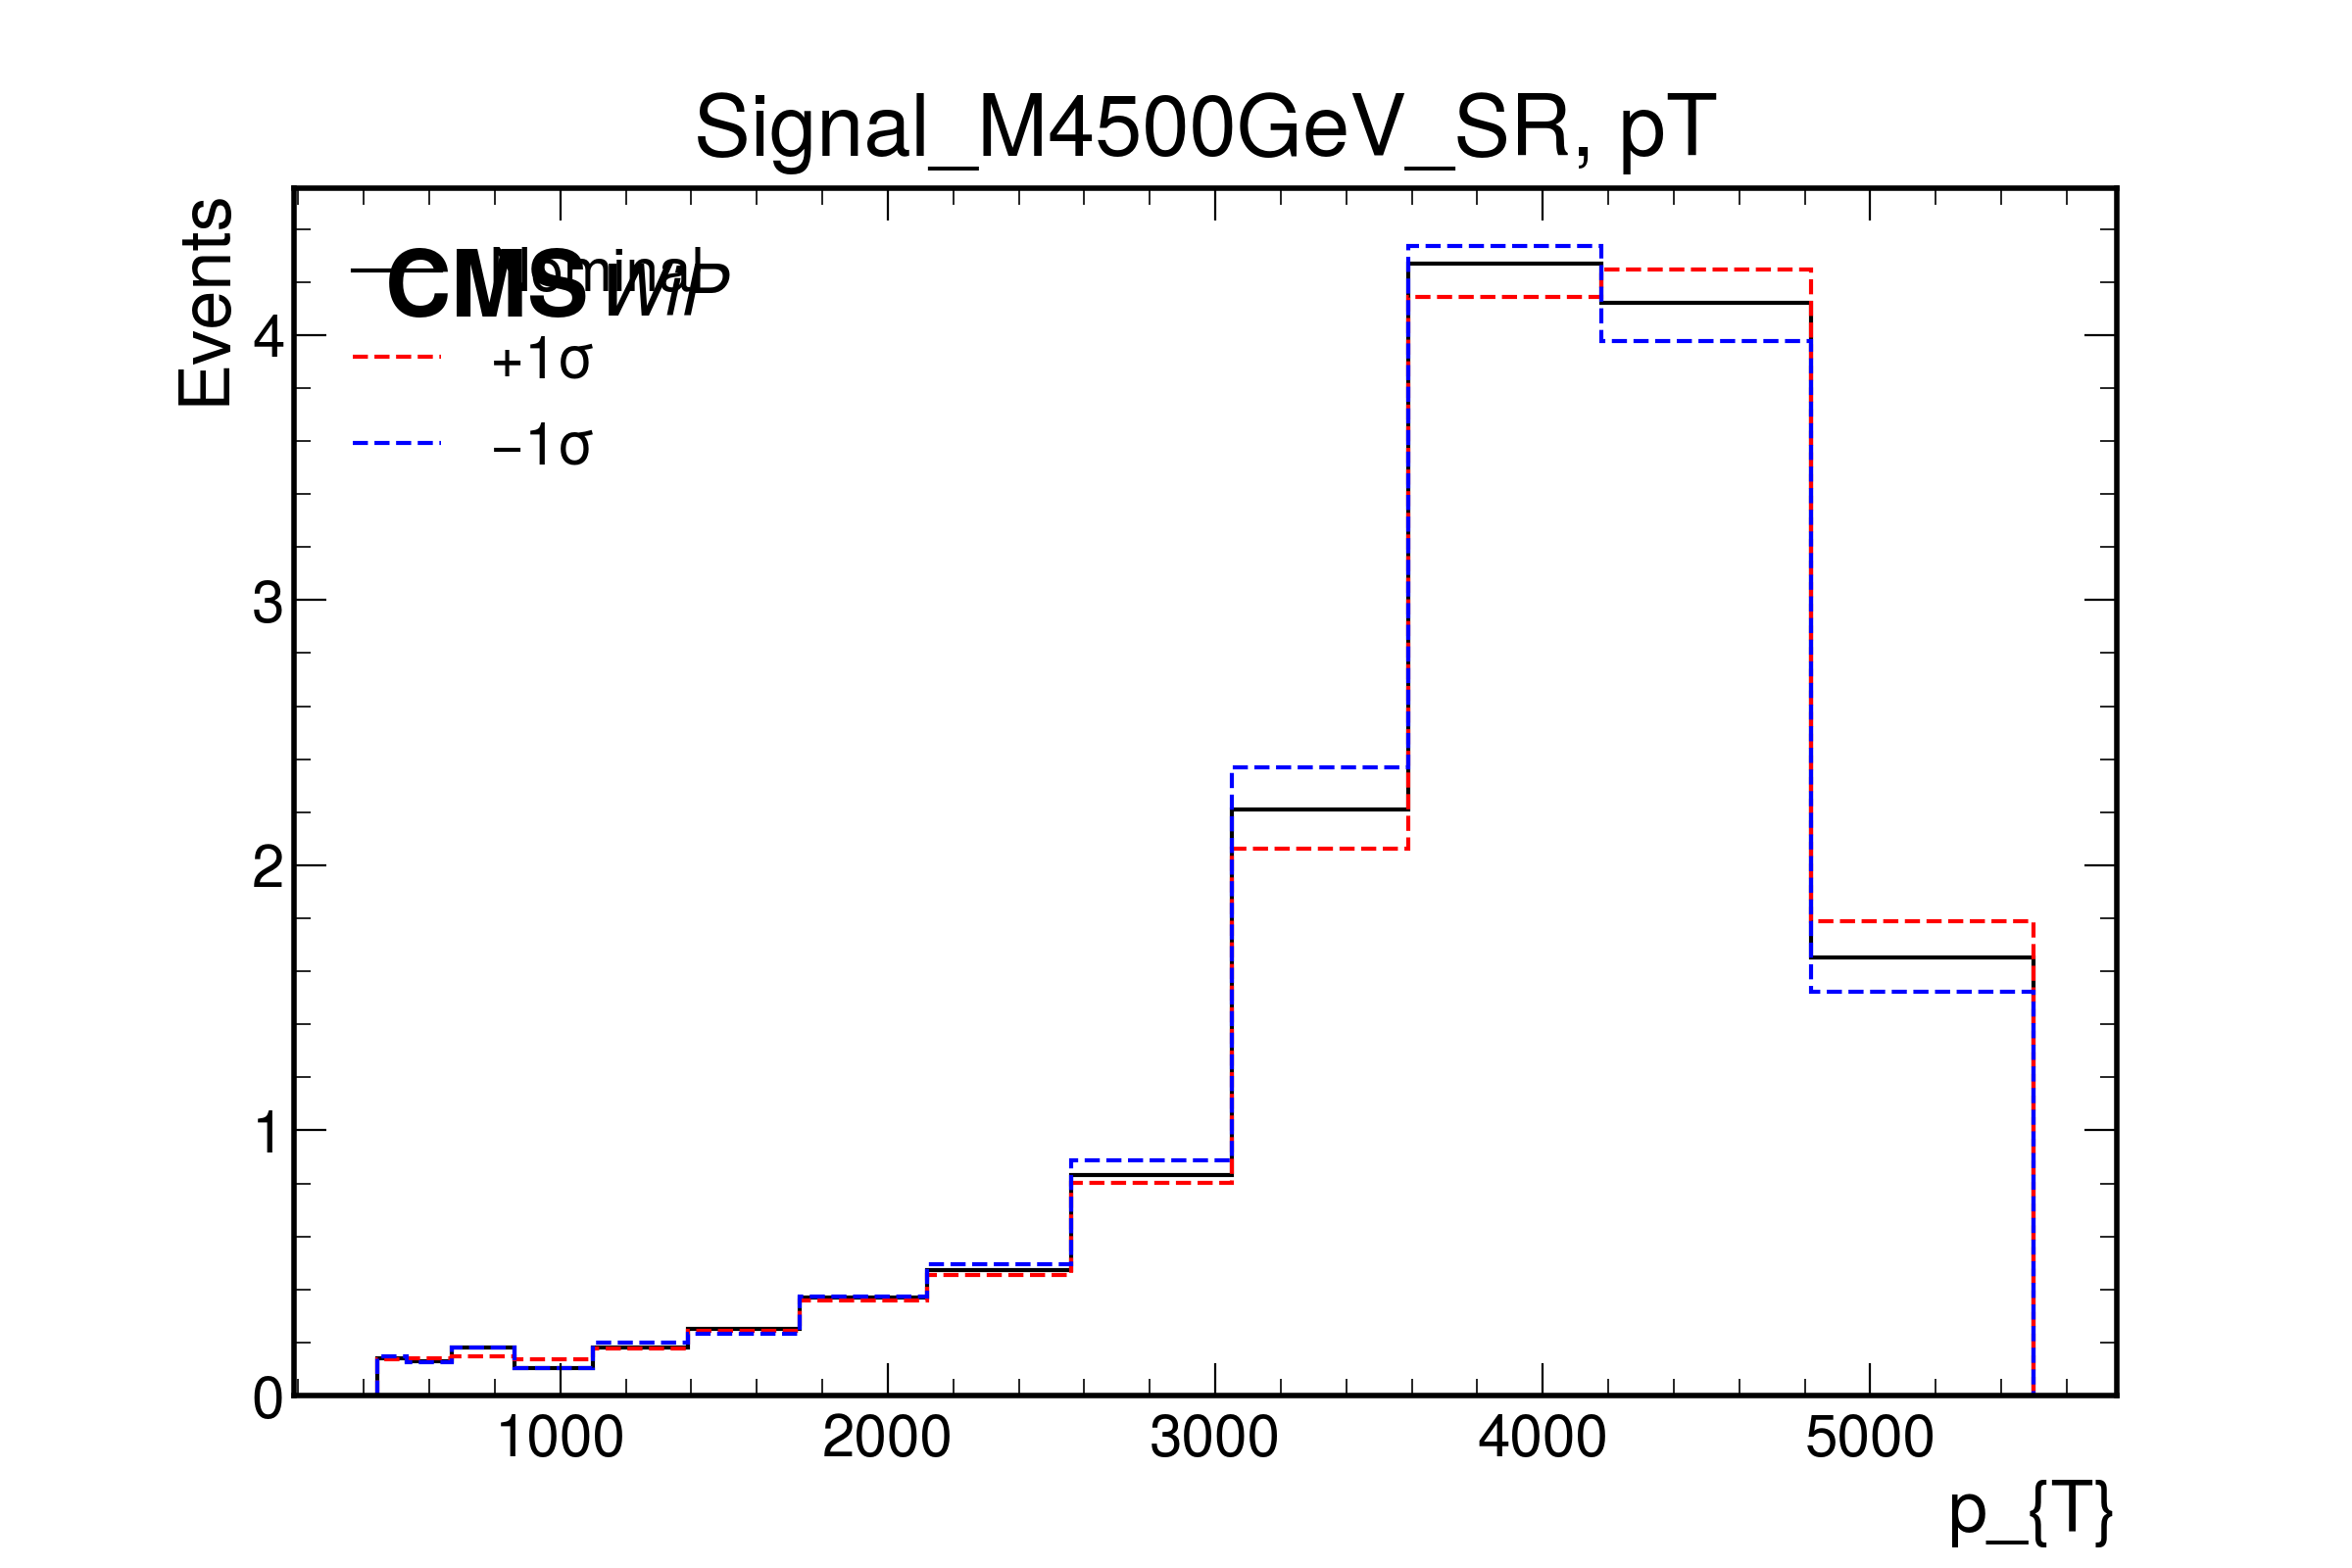 Signal_M4500GeV_SR, pT
Events
CMS WiP
Nominal
+1σ
−1σ
4
3
2
1
0
1000 2000 3000 4000 5000
p_{T}